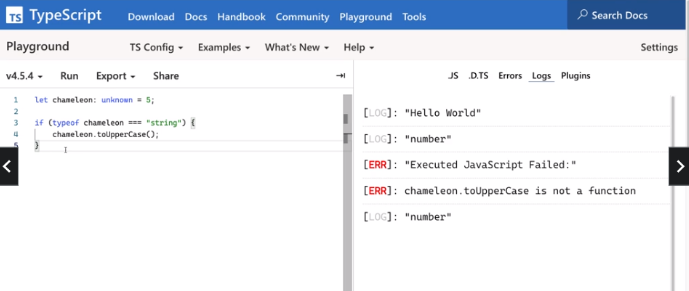 TS TypeScript Download Docs Handbook Community Playground Tools Search Docs
Playground TS Config Examples What's New Help Settings
v4.5.4 Run Export Share .JS .D.TS Errors Logs Plugins
1 let chameleon: unknown = 5;
2
3 if (typeof chameleon === "string") {
4 chameleon.toUpperCase();
5 }
[LOG]: "Hello World"
[LOG]: "number"
[ERR]: "Executed JavaScript Failed:"
[ERR]: chameleon.toUpperCase is not a function
[LOG]: "number"